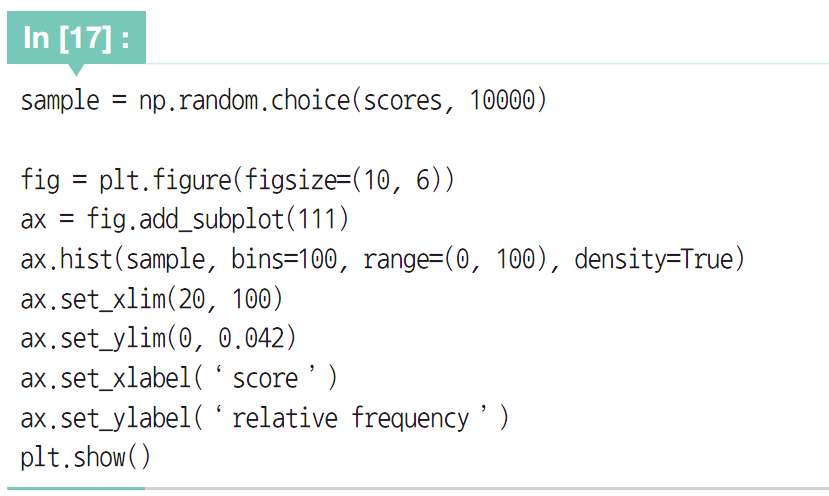 In [17] :
sample = np.random.choice(scores, 10000)
fig = plt.figure(figsize=(10, 6))
ax = fig.add_subplot(111)
ax.hist(sample, bins=100, range=(0, 100), density=True)
ax.set_xlim(20, 100)
ax.set_ylim(0, 0.042)
ax.set_xlabel( ‘ score ’ )
ax.set_ylabel( ‘ relative frequency ’ )
plt.show()